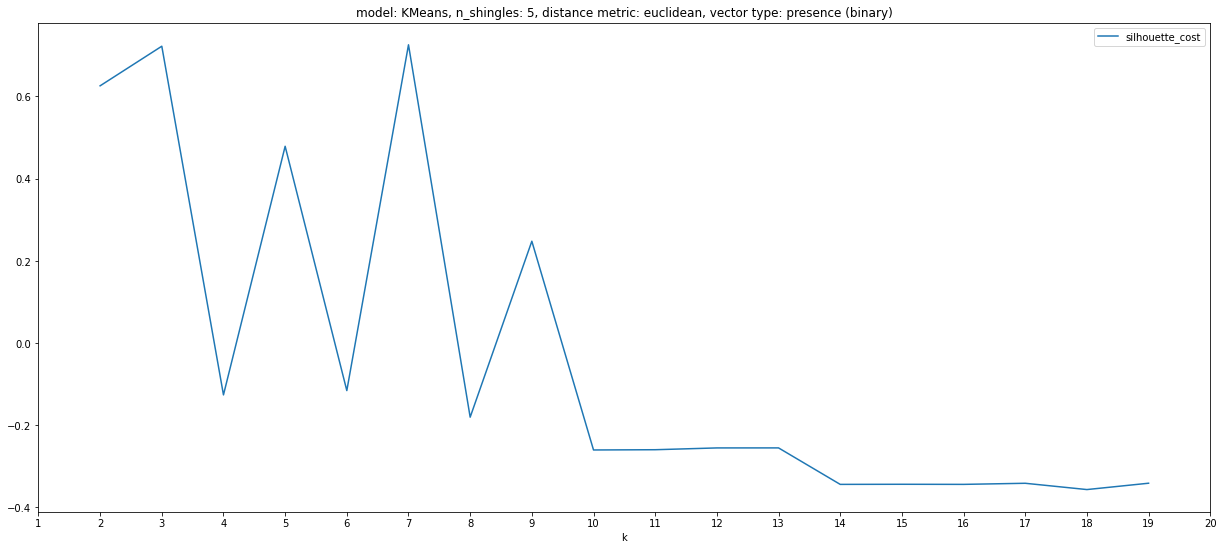 model: KMeans, n_shingles: 5, distance metric: euclidean, vector type: presence (binary)
silhouette_cost
0.6
0.4
0.2
0.0
−0.2
−0.4
1 2 3 4 5 6 7 8 9 10 11 12 13 14 15 16 17 18 19 20
k